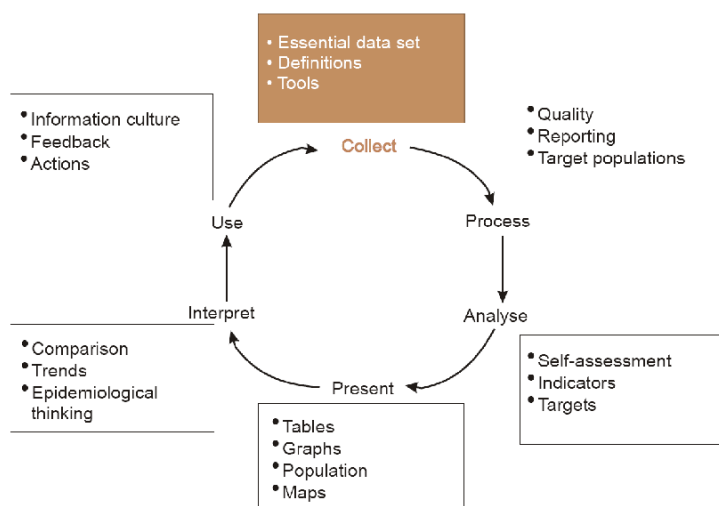 • Essential data set
• Definitions
• Tools
Collect
• Quality
• Reporting
• Target populations
Process
Analyse
• Self-assessment
• Indicators
• Targets
Present
• Tables
• Graphs
• Population
• Maps
Interpret
• Comparison
• Trends
• Epidemiological
thinking
Use
• Information culture
• Feedback
• Actions